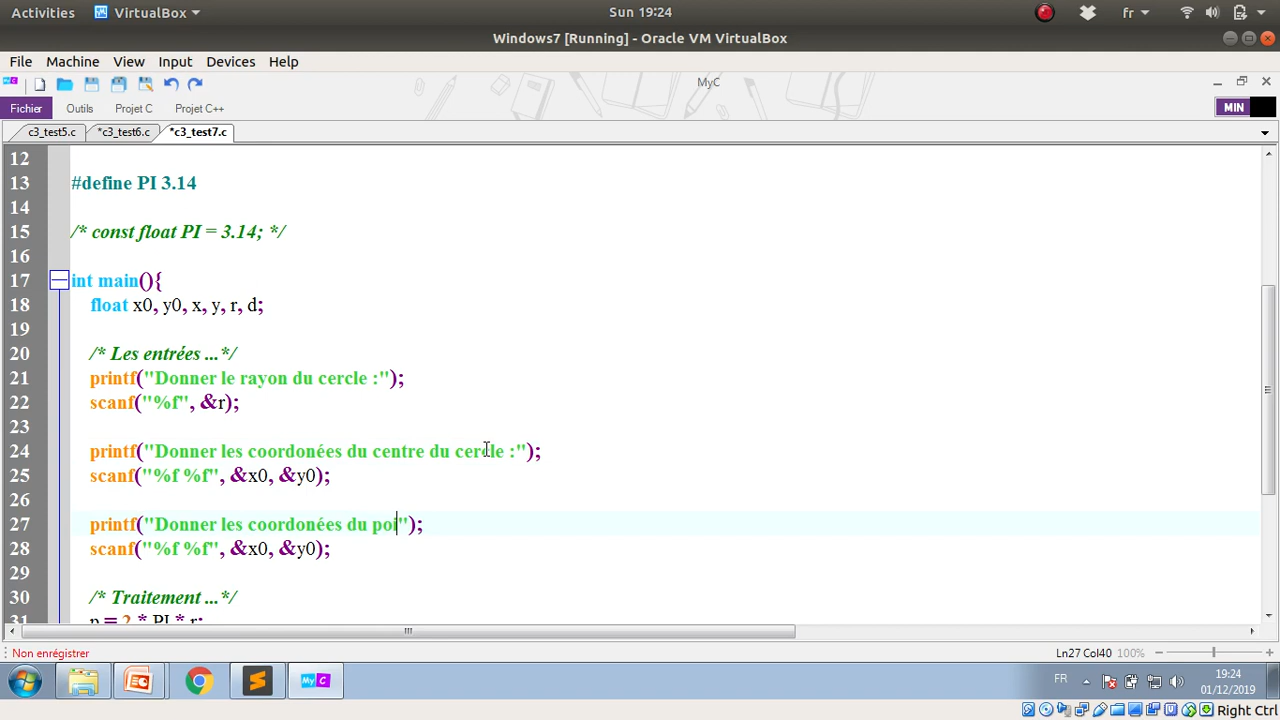 Activities VirtualBox Sun 19:24 fr
Windows7 [Running] - Oracle VM VirtualBox
File Machine View Input Devices Help
MyC
Fichier Outils Projet C Projet C++ MIN
c3_test5.c *c3_test6.c *c3_test7.c
12
13 #define PI 3.14
14
15 /* const float PI = 3.14; */
16
17 int main(){
18 float x0, y0, x, y, r, d;
19
20 /* Les entrées ...*/
21 printf("Donner le rayon du cercle :");
22 scanf("%f", &r);
23
24 printf("Donner les coordonées du centre du cercle :");
25 scanf("%f %f", &x0, &y0);
26
27 printf("Donner les coordonées du poi");
28 scanf("%f %f", &x0, &y0);
29
30 /* Traitement ...*/
31 p = 2 * PI * r;
Non enregistrer Ln27 Col40 100%
MyC FR 19:24
01/12/2019
Right Ctrl